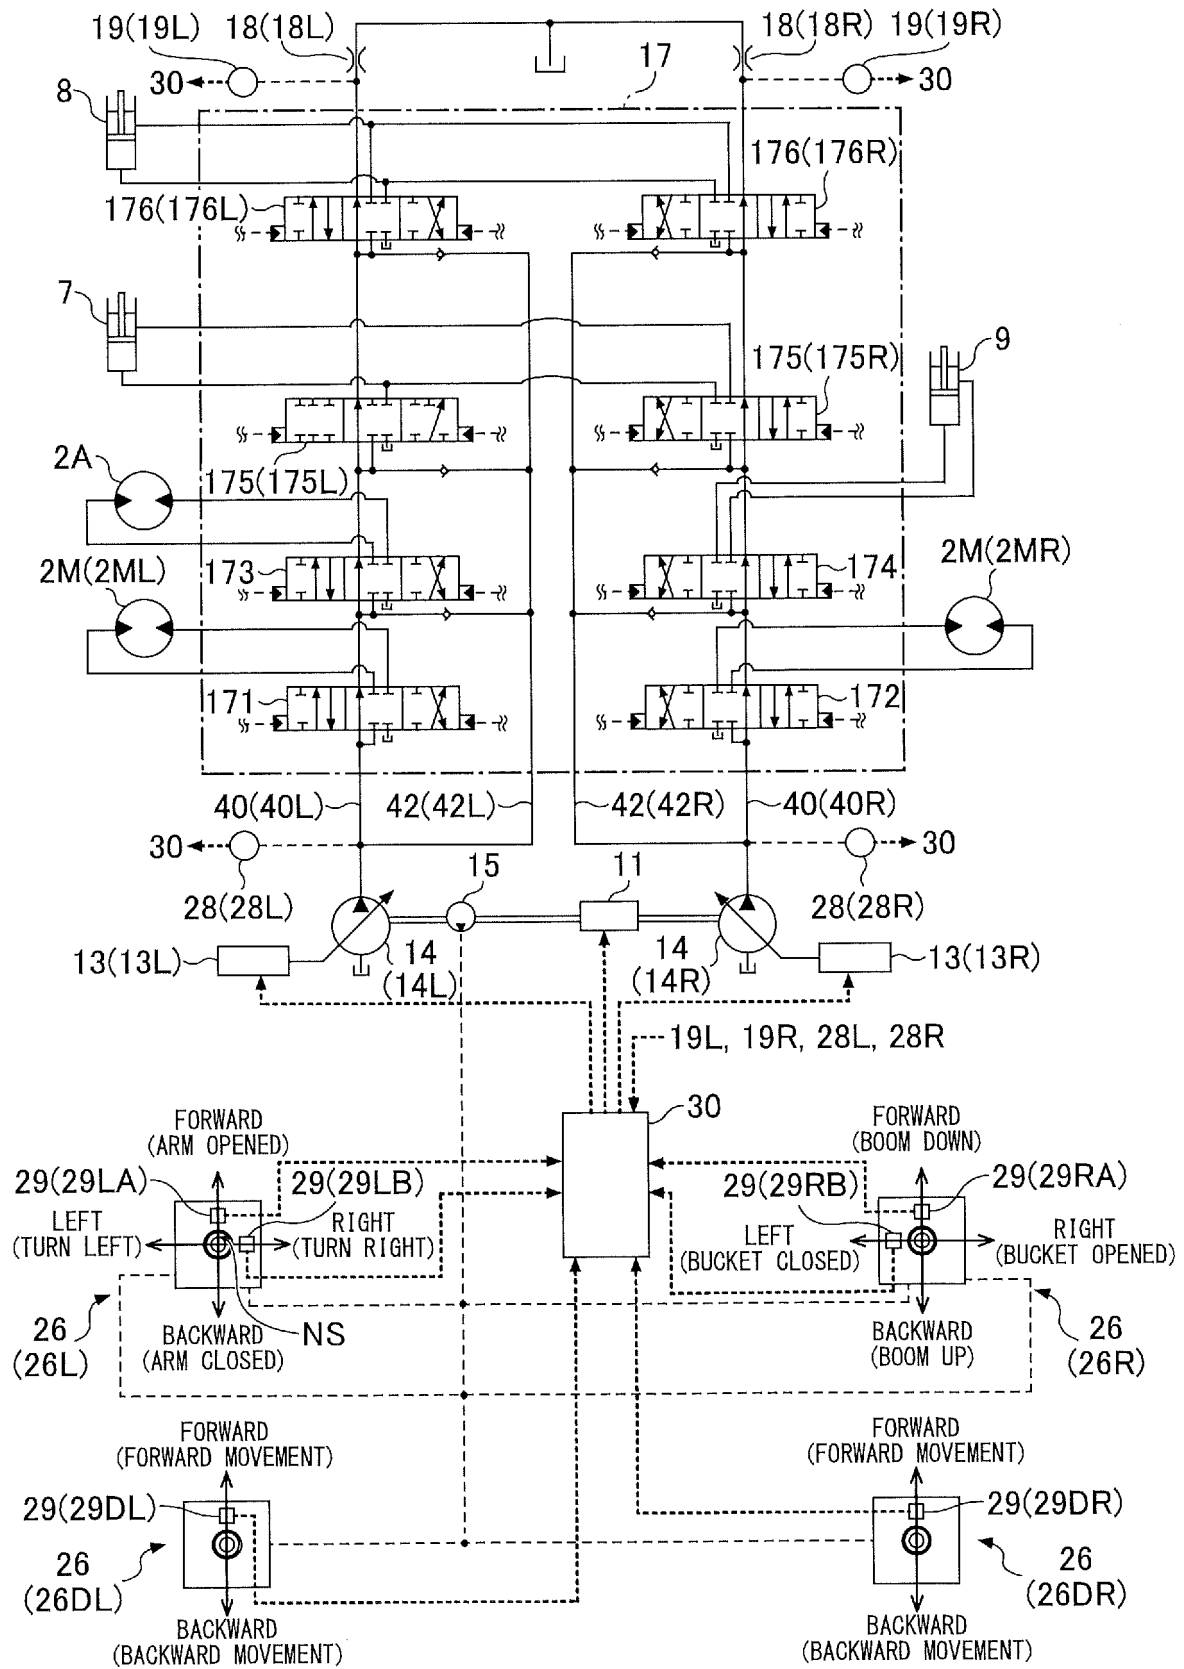 19(19L) 18(18L) 18(18R) 19(19R)
17
30 30
8
176(176R)
176(176L)
7
9
175(175R)
2A
175(175L)
2M(2ML) 173 174 2M(2MR)
171 172
40(40L) 42(42L) 42(42R) 40(40R)
30 30
15 11
28(28L) 28(28R)
13(13L) 14 14 13(13R)
(14L) (14R)
19L, 19R, 28L, 28R
30
FORWARD
(ARM OPENED)
FORWARD
(BOOM DOWN)
29(29LA) 29(29LB) 29(29RB) 29(29RA)
LEFT
(TURN LEFT)
RIGHT
(TURN RIGHT)
LEFT
(BUCKET CLOSED)
RIGHT
(BUCKET OPENED)
26
(26L)
BACKWARD
(ARM CLOSED)
NS
BACKWARD
(BOOM UP)
26
(26R)
FORWARD
(FORWARD MOVEMENT)
FORWARD
(FORWARD MOVEMENT)
29(29DL) 29(29DR)
26
(26DL)
26
(26DR)
BACKWARD
(BACKWARD MOVEMENT)
BACKWARD
(BACKWARD MOVEMENT)